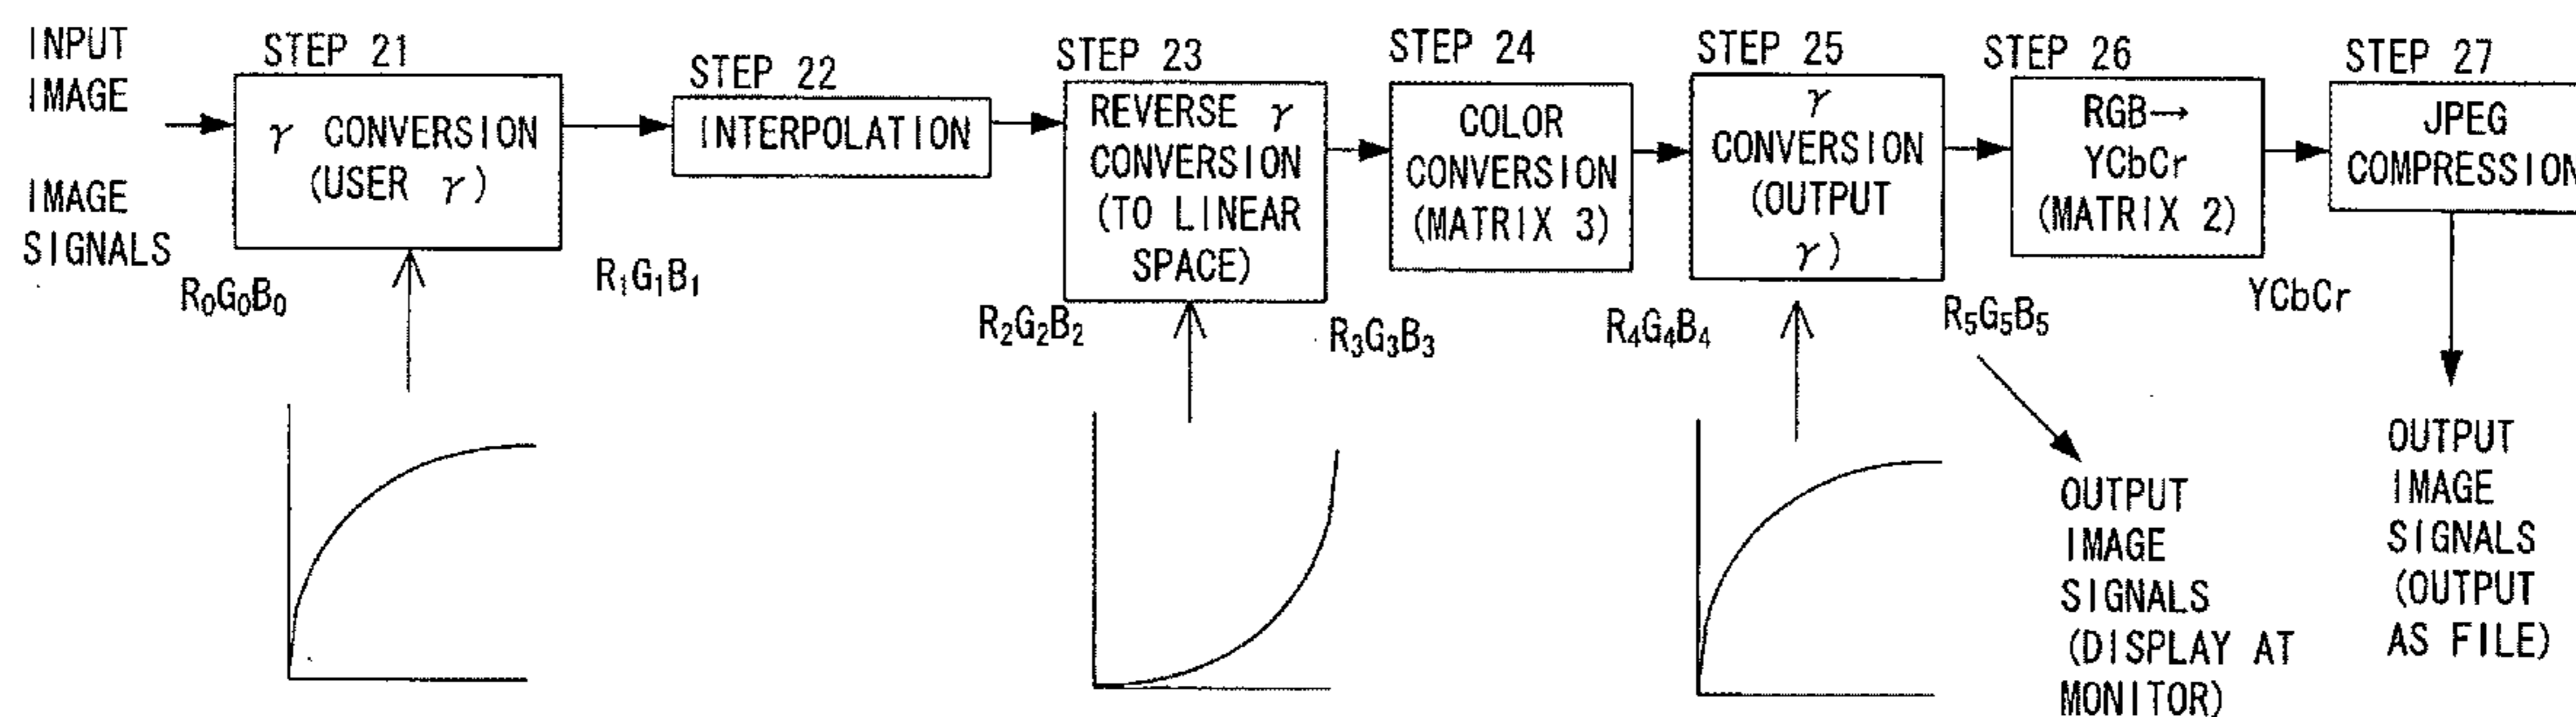 INPUT
IMAGE
IMAGE
SIGNALS
R₀G₀B₀
STEP 21
γ CONVERSION
(USER γ)
R₁G₁B₁
STEP 22
INTERPOLATION
R₂G₂B₂
STEP 23
REVERSE γ
CONVERSION
(TO LINEAR
SPACE)
R₃G₃B₃
STEP 24
COLOR
CONVERSION
(MATRIX 3)
R₄G₄B₄
STEP 25
γ
CONVERSION
(OUTPUT
γ)
R₅G₅B₅
OUTPUT
IMAGE
SIGNALS
(DISPLAY AT
MONITOR)
STEP 26
RGB→
YCbCr
(MATRIX 2)
YCbCr
STEP 27
JPEG
COMPRESSION
OUTPUT
IMAGE
SIGNALS
(OUTPUT
AS FILE)